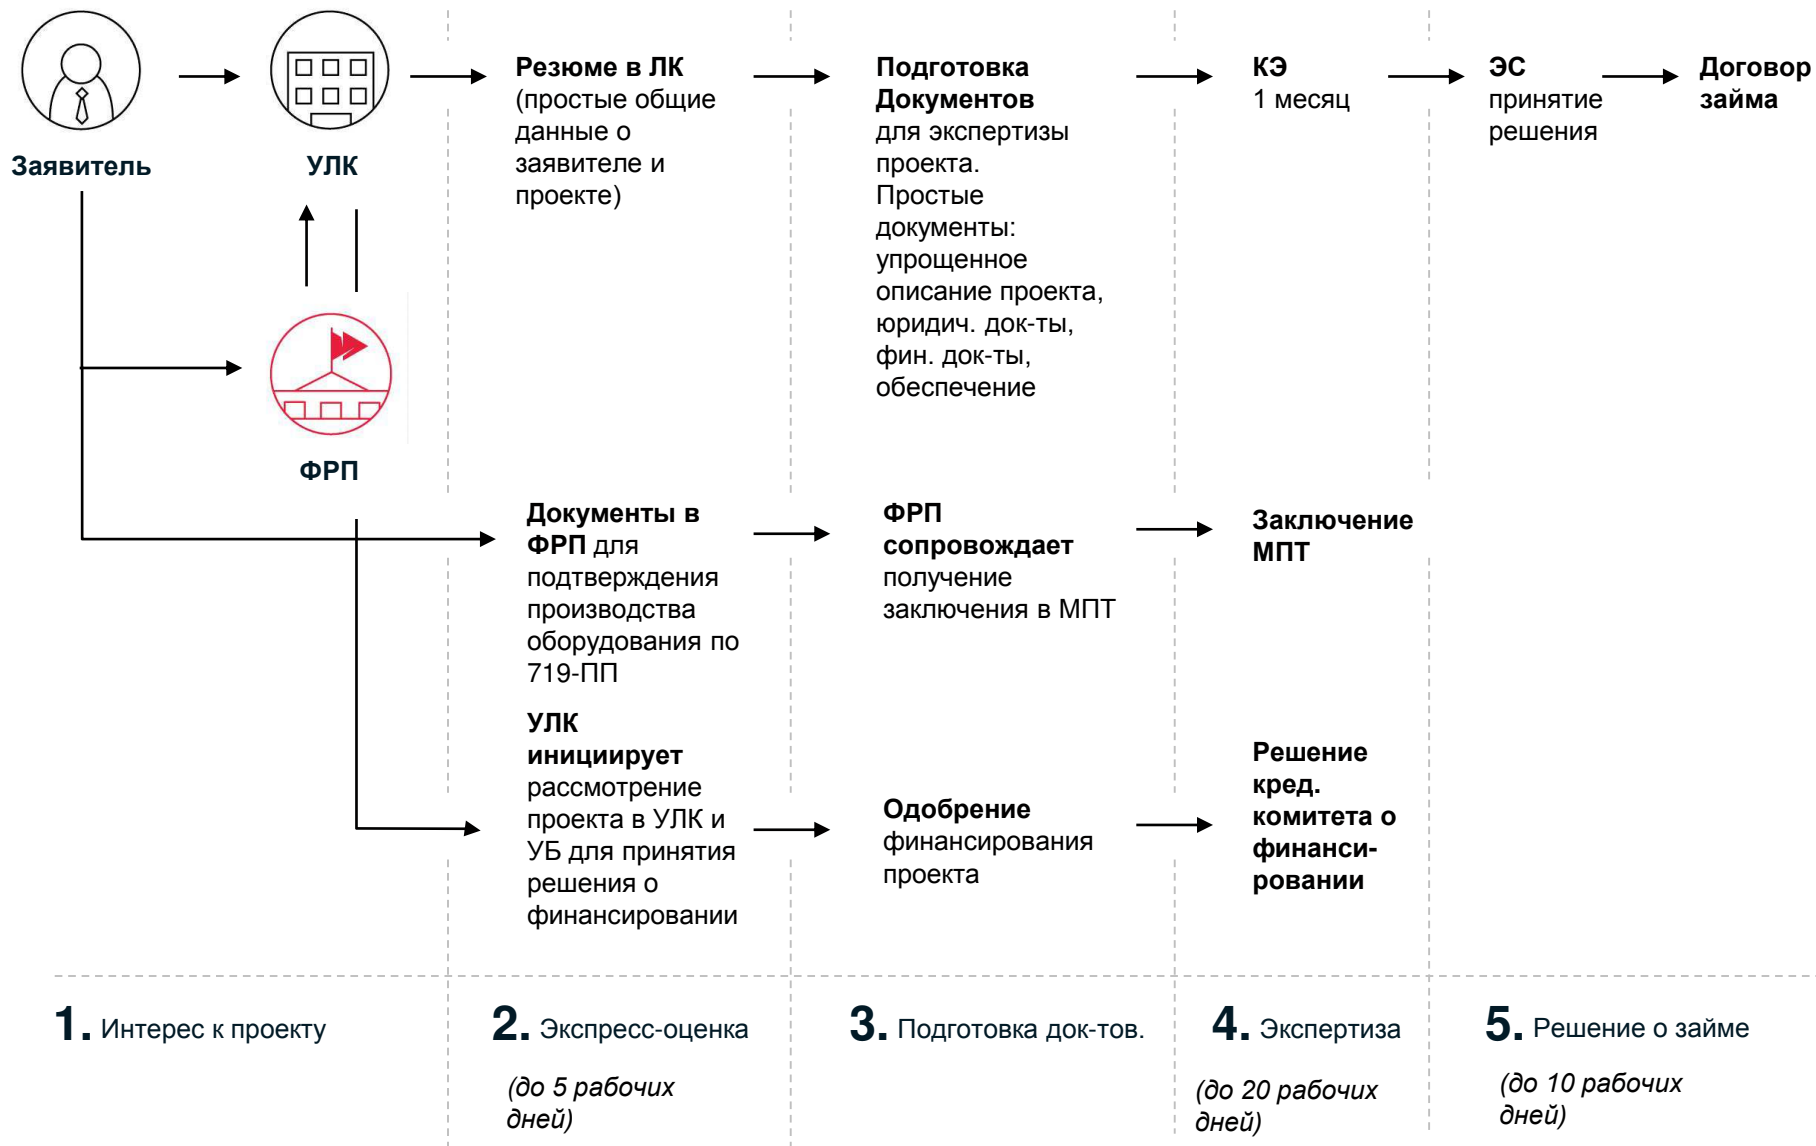 Заявитель
УЛК
ФРП
Резюме в ЛК
(простые общие
данные о
заявителе и
проекте)
Подготовка
Документов
для экспертизы
проекта.
Простые
документы:
упрощенное
описание проекта,
юридич. док-ты,
фин. док-ты,
обеспечение
КЭ
1 месяц
ЭС
принятие
решения
Договор
займа
Документы в
ФРП для
подтверждения
производства
оборудования по
719-ПП
ФРП
сопровождает
получение
заключения в МПТ
Заключение
МПТ
УЛК
инициирует
рассмотрение
проекта в УЛК и
УБ для принятия
решения о
финансировании
Одобрение
финансирования
проекта
Решение
кред.
комитета о
финанси-
ровании
1. Интерес к проекту
2. Экспресс-оценка
(до 5 рабочих
дней)
3. Подготовка док-тов.
4. Экспертиза
(до 20 рабочих
дней)
5. Решение о займе
(до 10 рабочих
дней)